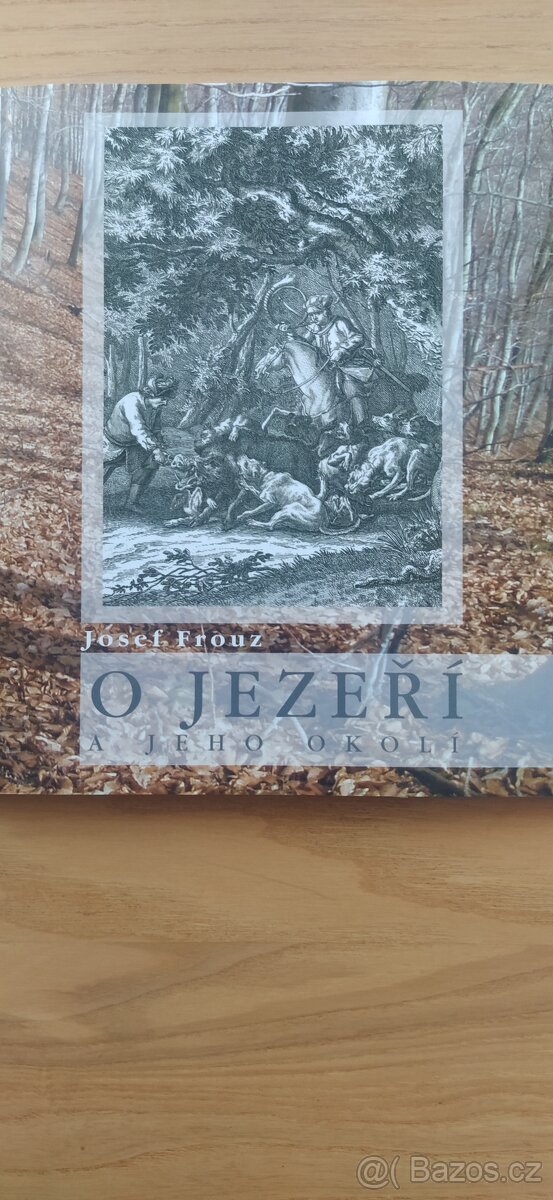 Josef Frouz
O JEZEŘÍ
A JEHO OKOLÍ
@( Bazos.cz